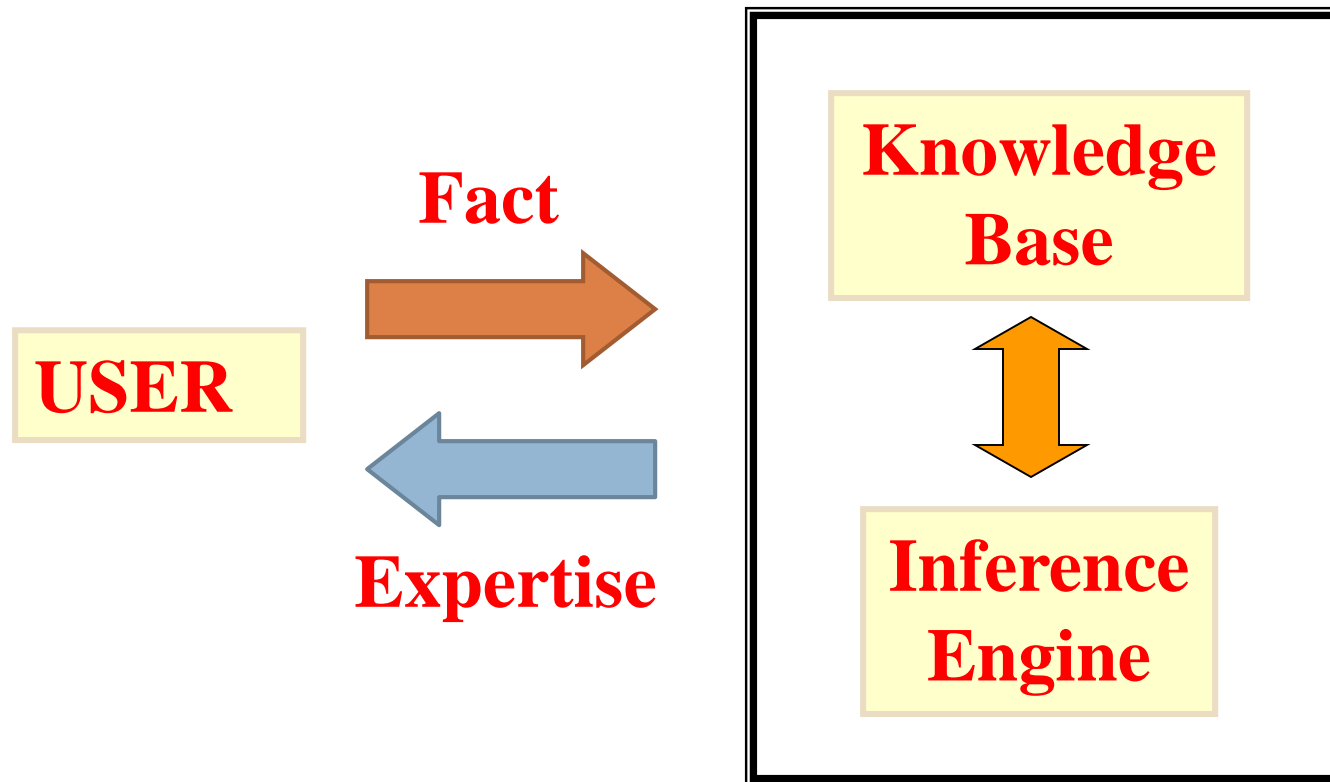 Fact
USER
Expertise
Knowledge
Base
Inference
Engine